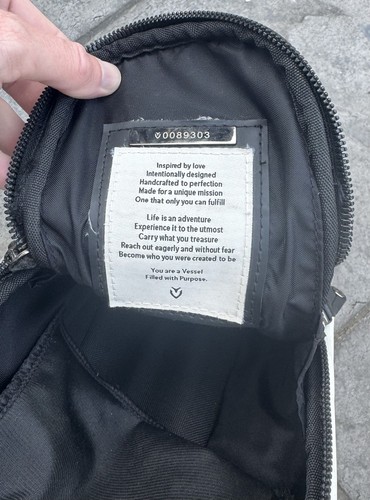 0089303
Inspired by love
Intentionally designed
Handcrafted to perfection
Made for a unique mission
One that only you can fulfill
Life is an adventure
Experience it to the utmost
Carry what you treasure
Reach out eagerly and without fear
Become who you were created to be
You are a Vessel
Filled with Purpose.